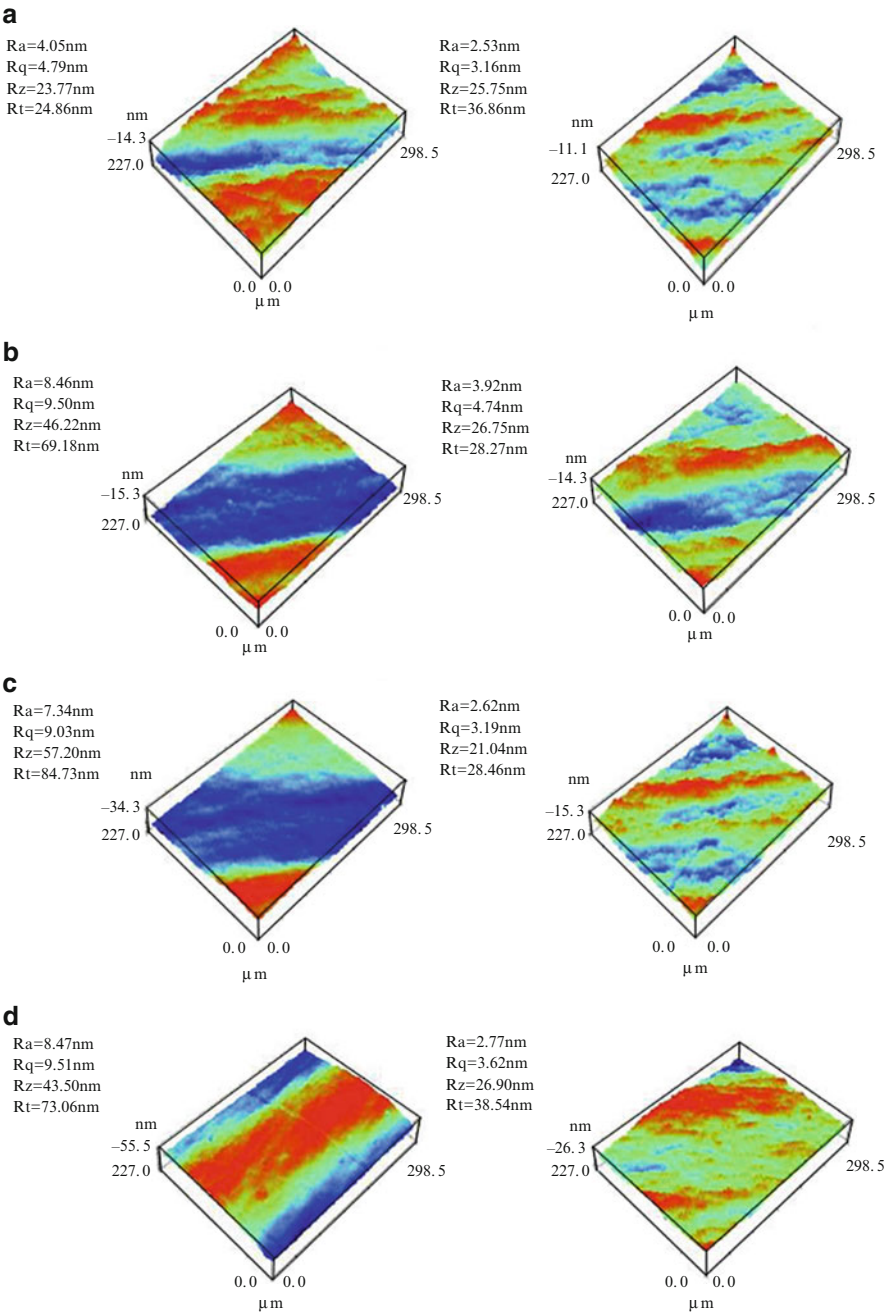 a
Ra=4.05nm
Rq=4.79nm
Rz=23.77nm
Rt=24.86nm
nm
−14.3
227.0
298.5
0.0 0.0
μm
Ra=2.53nm
Rq=3.16nm
Rz=25.75nm
Rt=36.86nm
nm
−11.1
227.0
298.5
0.0 0.0
μm
b
Ra=8.46nm
Rq=9.50nm
Rz=46.22nm
Rt=69.18nm
nm
−15.3
227.0
298.5
0.0 0.0
μm
Ra=3.92nm
Rq=4.74nm
Rz=26.75nm
Rt=28.27nm
nm
−14.3
227.0
298.5
0.0 0.0
μm
c
Ra=7.34nm
Rq=9.03nm
Rz=57.20nm
Rt=84.73nm
nm
−34.3
227.0
298.5
0.0 0.0
μm
Ra=2.62nm
Rq=3.19nm
Rz=21.04nm
Rt=28.46nm
nm
−15.3
227.0
298.5
0.0 0.0
μm
d
Ra=8.47nm
Rq=9.51nm
Rz=43.50nm
Rt=73.06nm
nm
−55.5
227.0
298.5
0.0 0.0
μm
Ra=2.77nm
Rq=3.62nm
Rz=26.90nm
Rt=38.54nm
nm
−26.3
227.0
298.5
0.0 0.0
μm